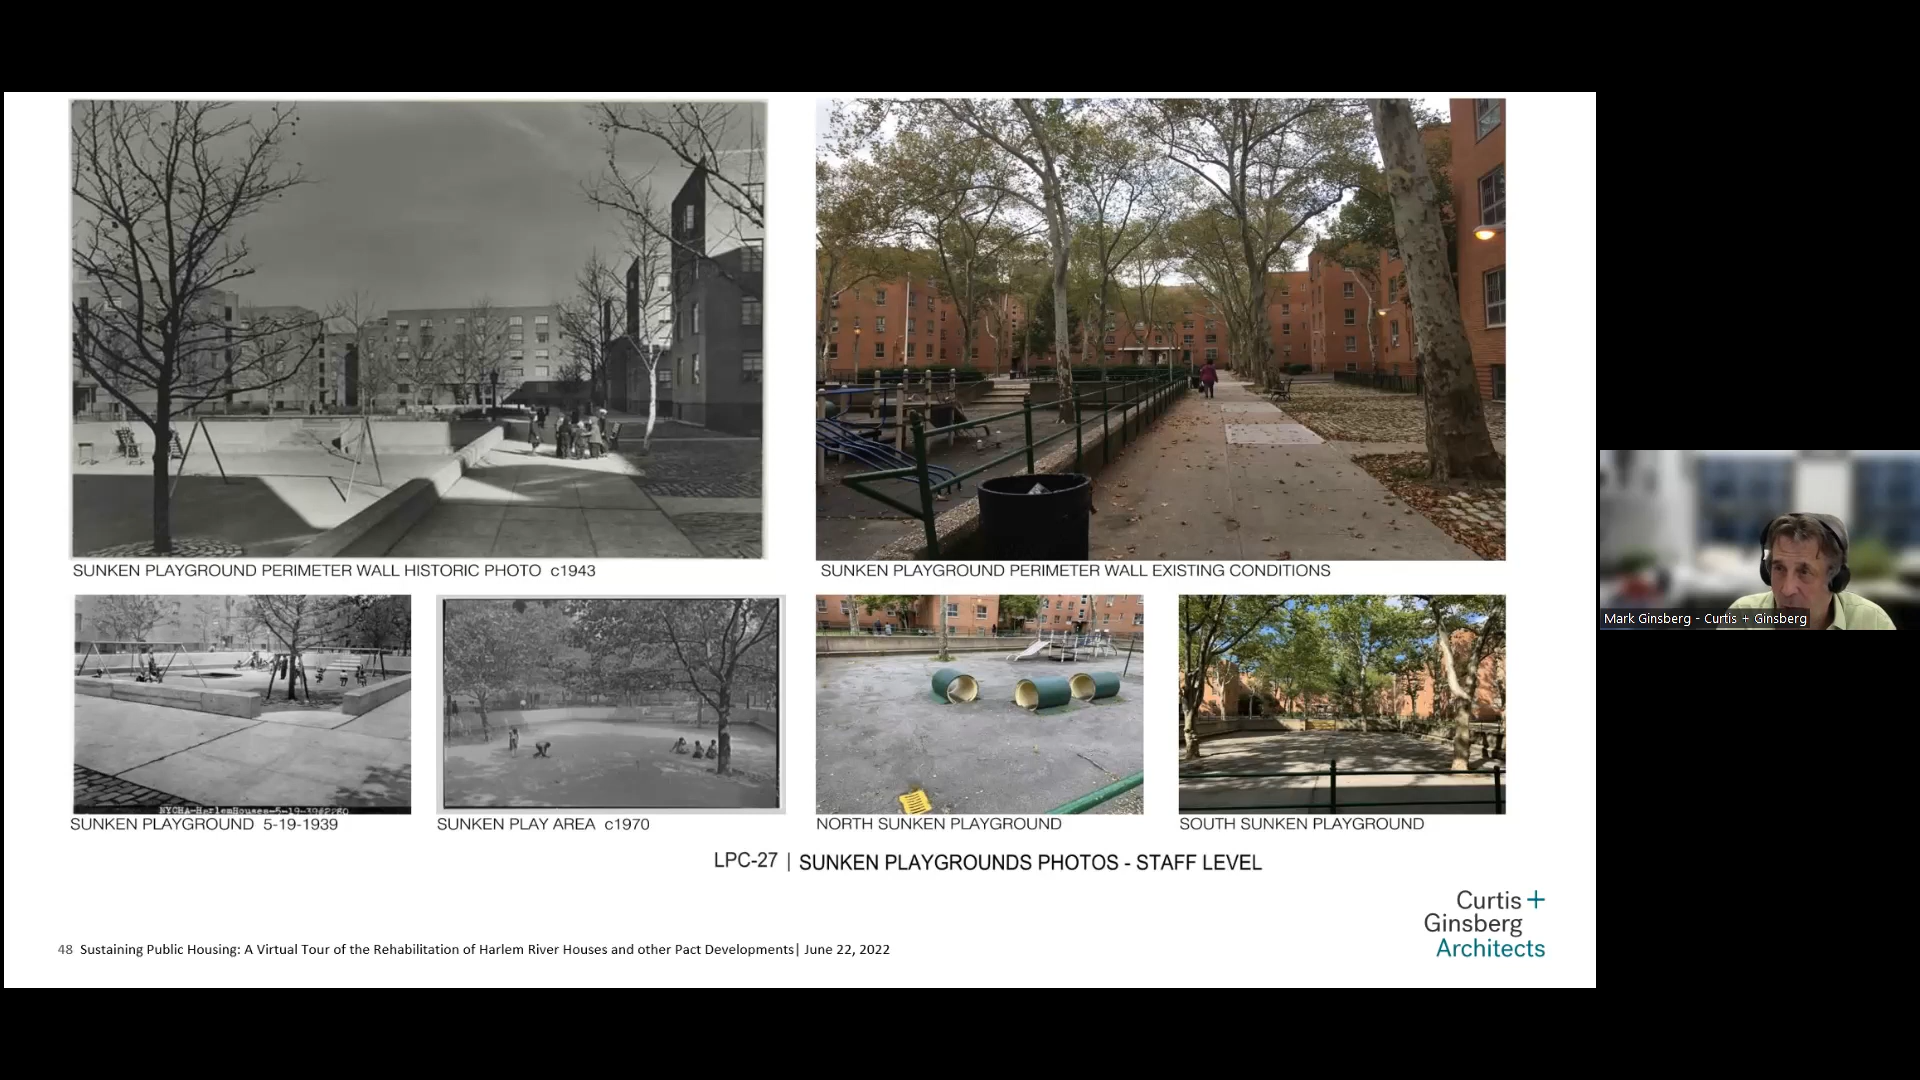 SUNKEN PLAYGROUND PERIMETER WALL HISTORIC PHOTO c1943
SUNKEN PLAYGROUND PERIMETER WALL EXISTING CONDITIONS
SUNKEN PLAYGROUND 5-19-1939
SUNKEN PLAY AREA c1970
NORTH SUNKEN PLAYGROUND
SOUTH SUNKEN PLAYGROUND
LPC-27 | SUNKEN PLAYGROUNDS PHOTOS - STAFF LEVEL
Curtis +
Ginsberg
Architects
48 Sustaining Public Housing: A Virtual Tour of the Rehabilitation of Harlem River Houses and other Pact Developments| June 22, 2022
Mark Ginsberg - Curtis + Ginsberg